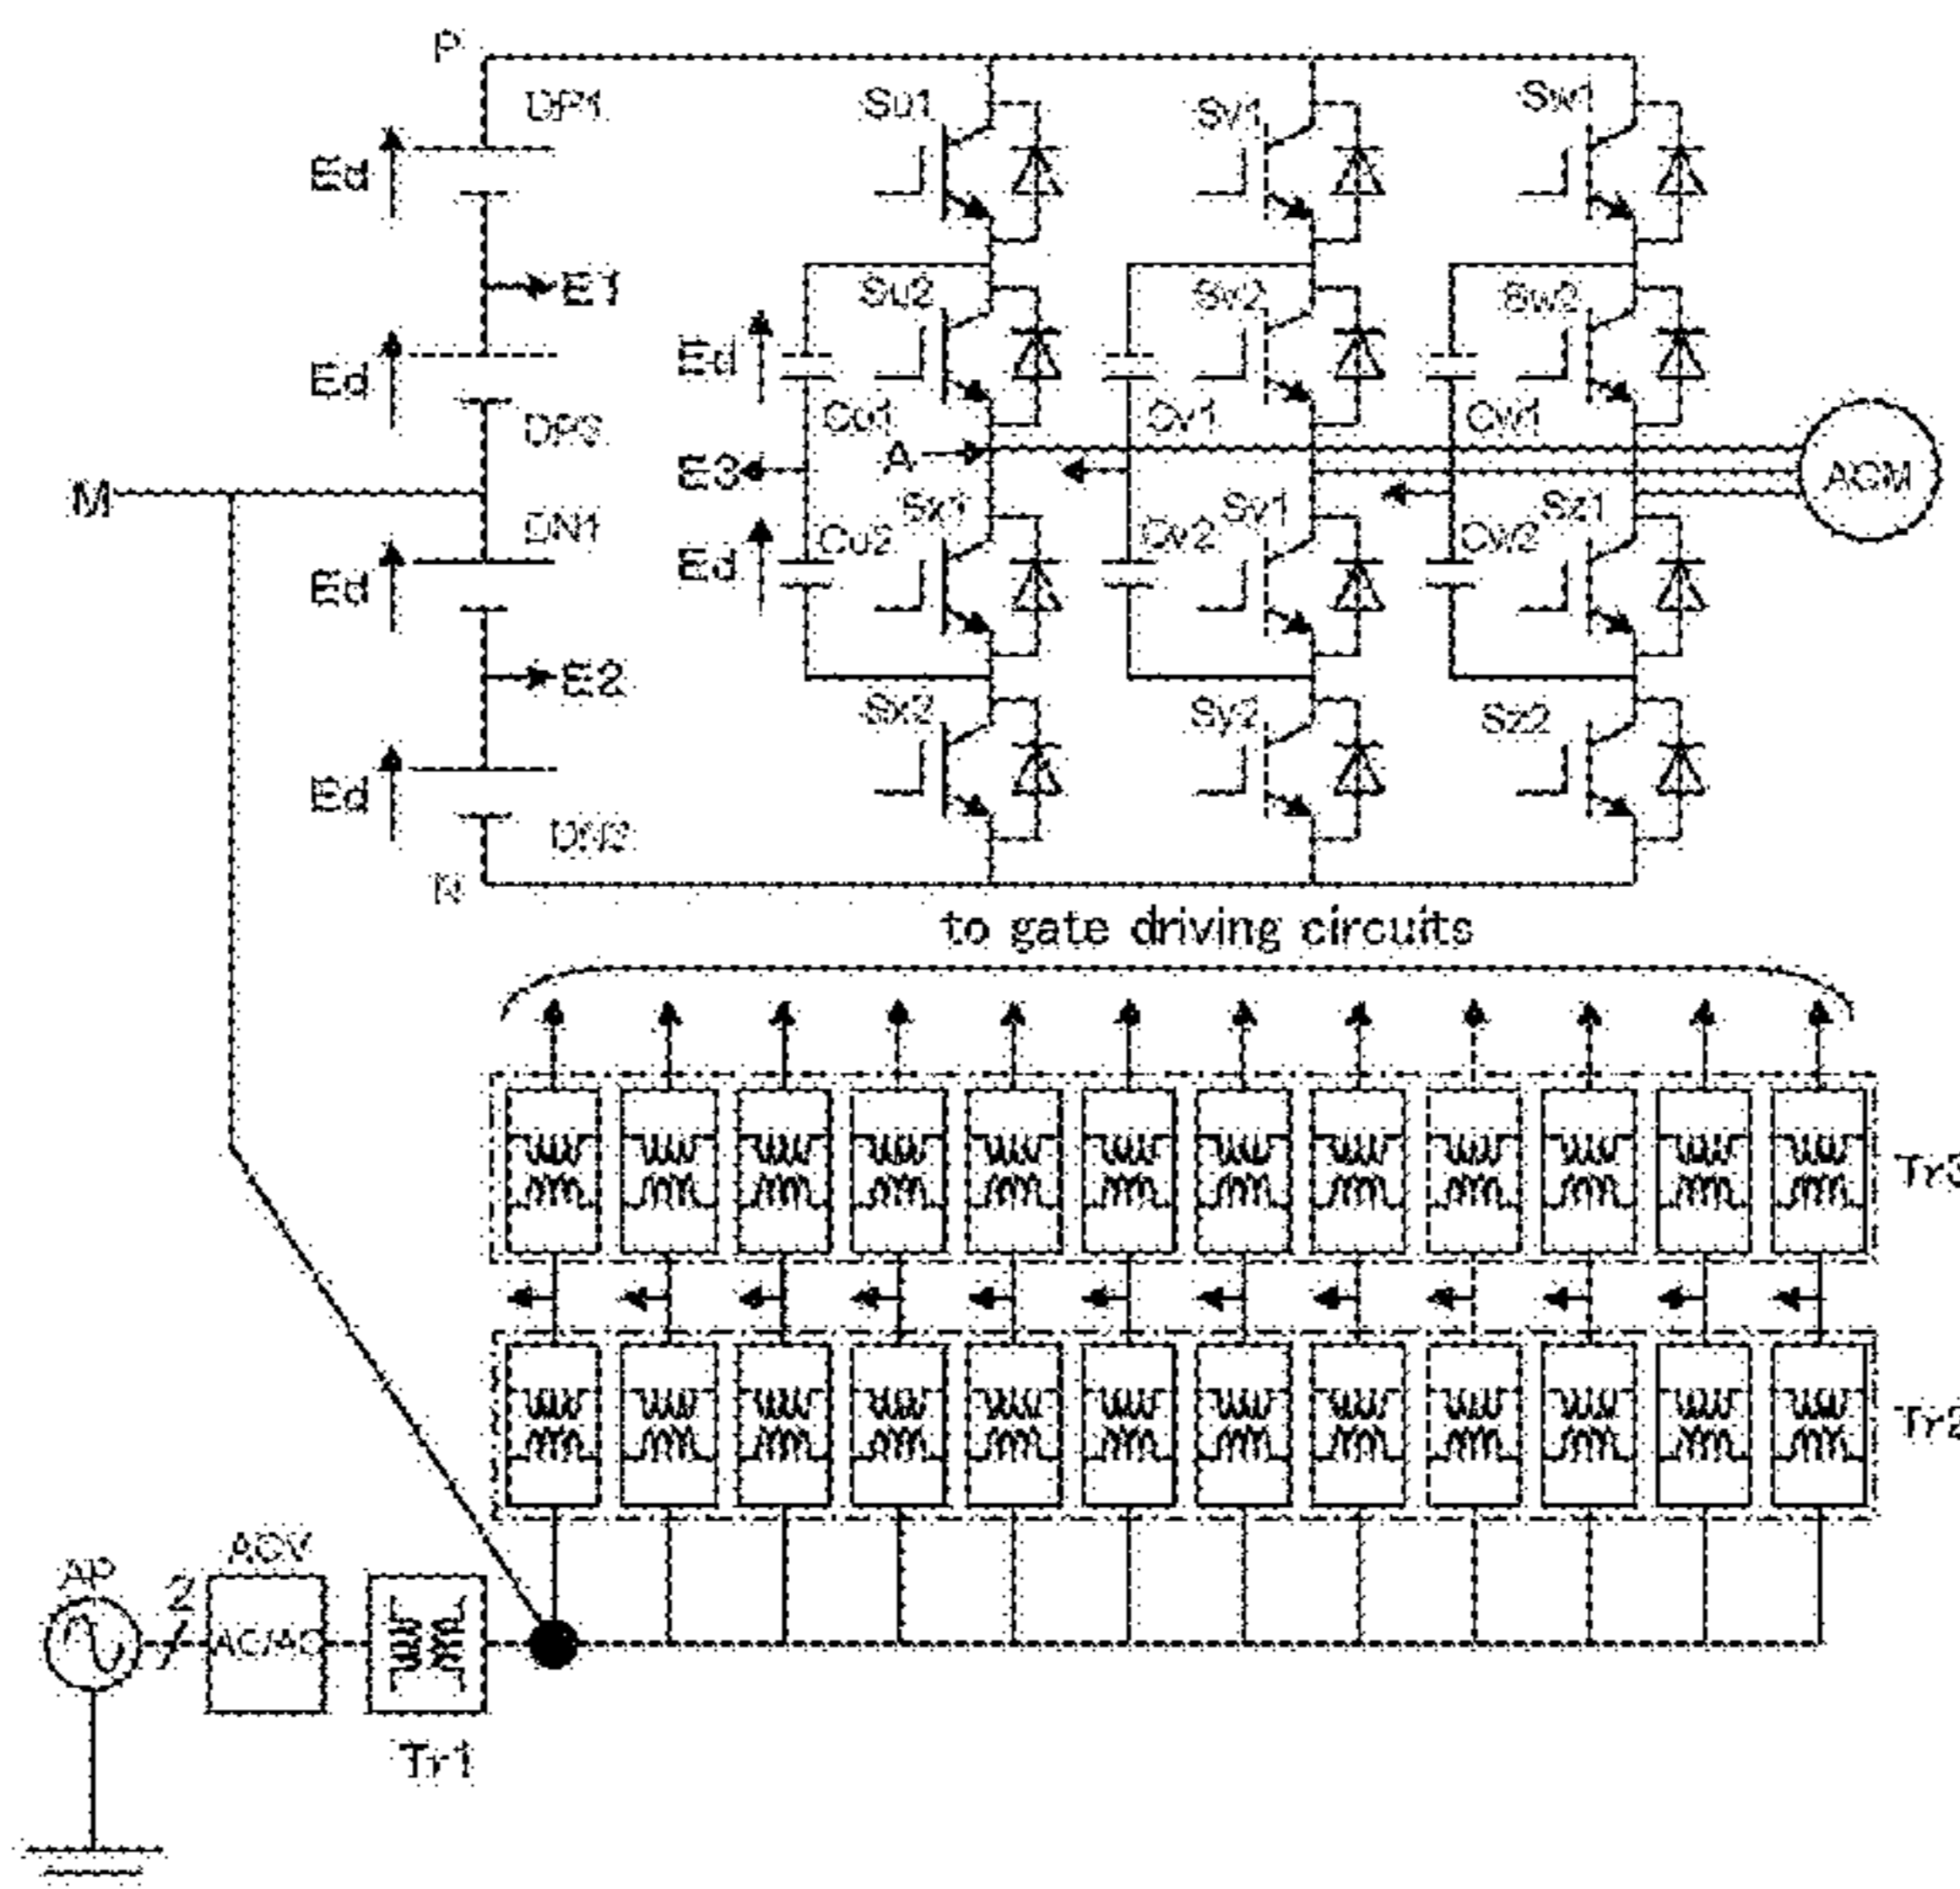 P
DP1
Su1
Sv1
Sw1
Ed
E1
Su2
Sv2
Sw2
Ed
Ed
Cu1
Cv1
Cw1
A
E3
M
ACM
DN1
Sx1
Sy1
Sz1
Cu2
Cv2
Cw2
Ed
Ed
E2
Sx2
Sy2
Sz2
Ed
DN2
N
to gate driving circuits
Tr3
Tr2
AP
2
ACV
AC/AC
Tr1